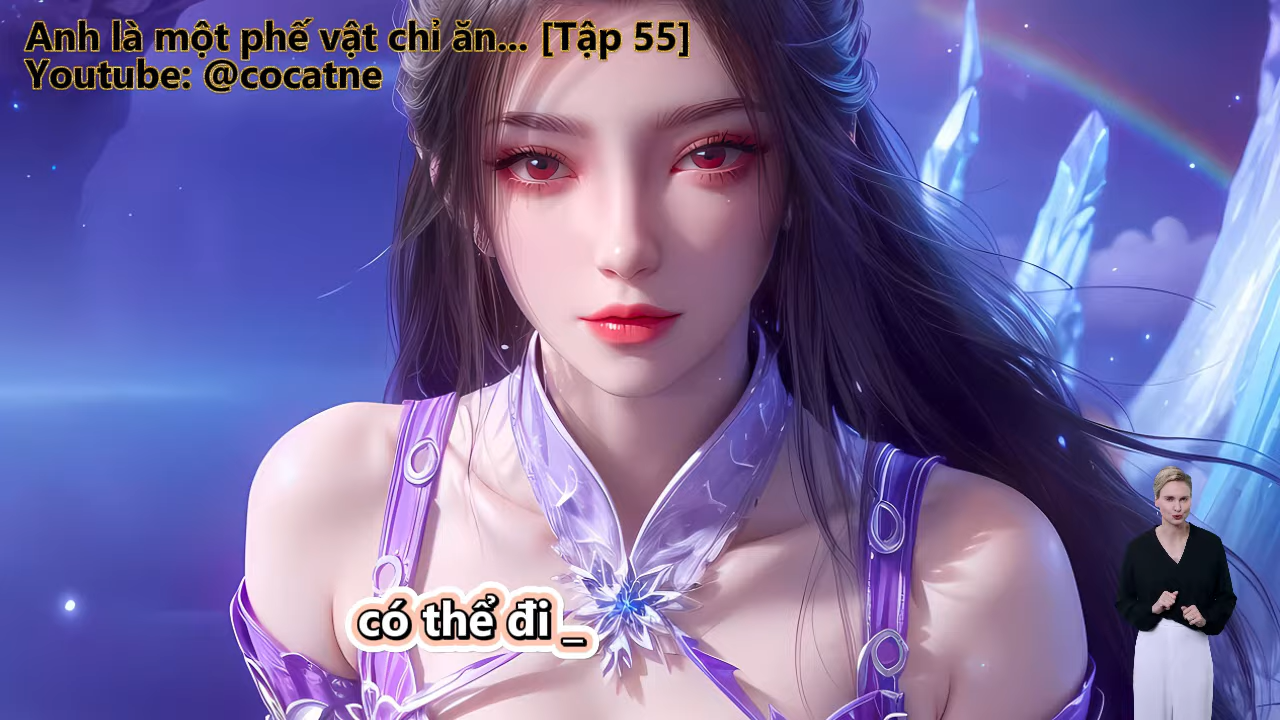 Anh là một phế vật chỉ ăn... [Tập 55]
Youtube: @cocatne
có thể đi _